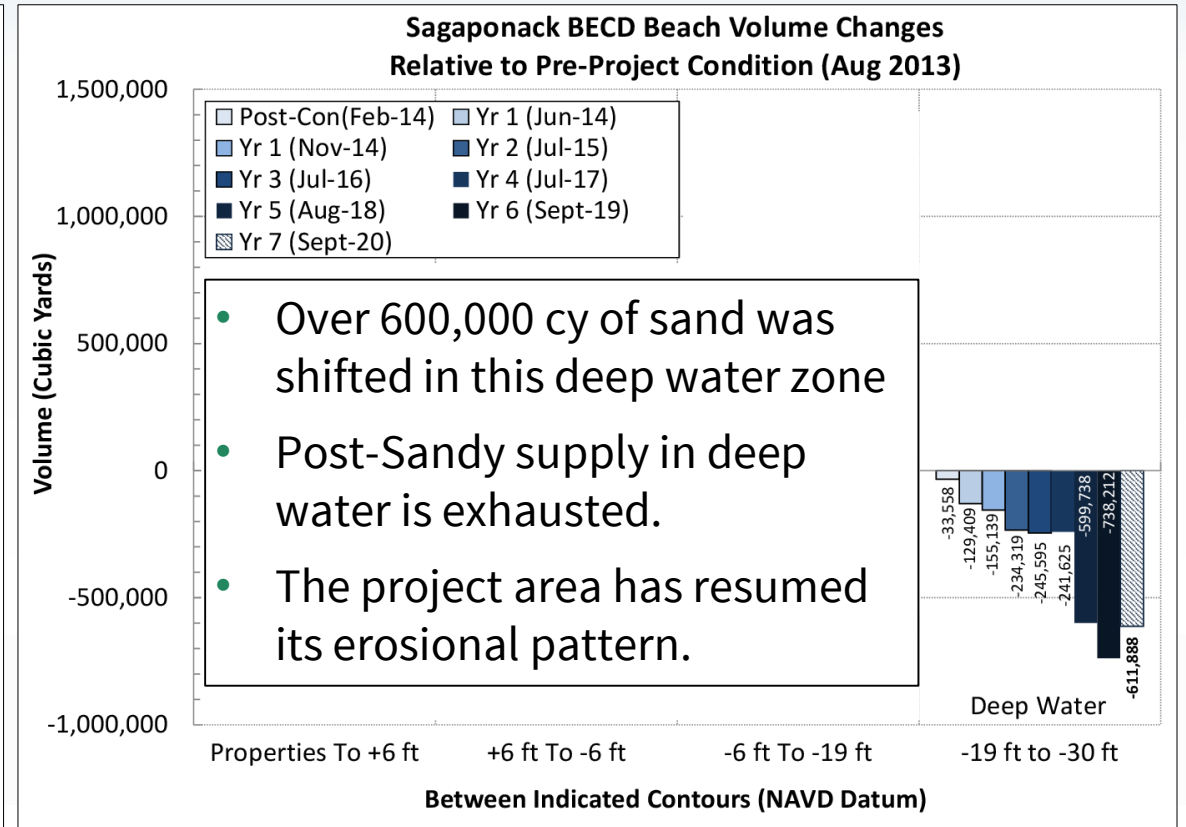 Sagaponack BECD Beach Volume Changes
Relative to Pre-Project Condition (Aug 2013)
Volume (Cubic Yards)
1,500,000
1,000,000
500,000
0
-500,000
-1,000,000
Post-Con(Feb-14) Yr 1 (Jun-14)
Yr 1 (Nov-14) Yr 2 (Jul-15)
Yr 3 (Jul-16) Yr 4 (Jul-17)
Yr 5 (Aug-18) Yr 6 (Sept-19)
Yr 7 (Sept-20)
• Over 600,000 cy of sand was
shifted in this deep water zone
• Post-Sandy supply in deep
water is exhausted.
• The project area has resumed
its erosional pattern.
-33,558
-129,409
-155,139
-234,319
-245,595
-241,625
-599,738
-738,212
-611,888
Deep Water
Properties To +6 ft +6 ft To -6 ft -6 ft To -19 ft -19 ft to -30 ft
Between Indicated Contours (NAVD Datum)